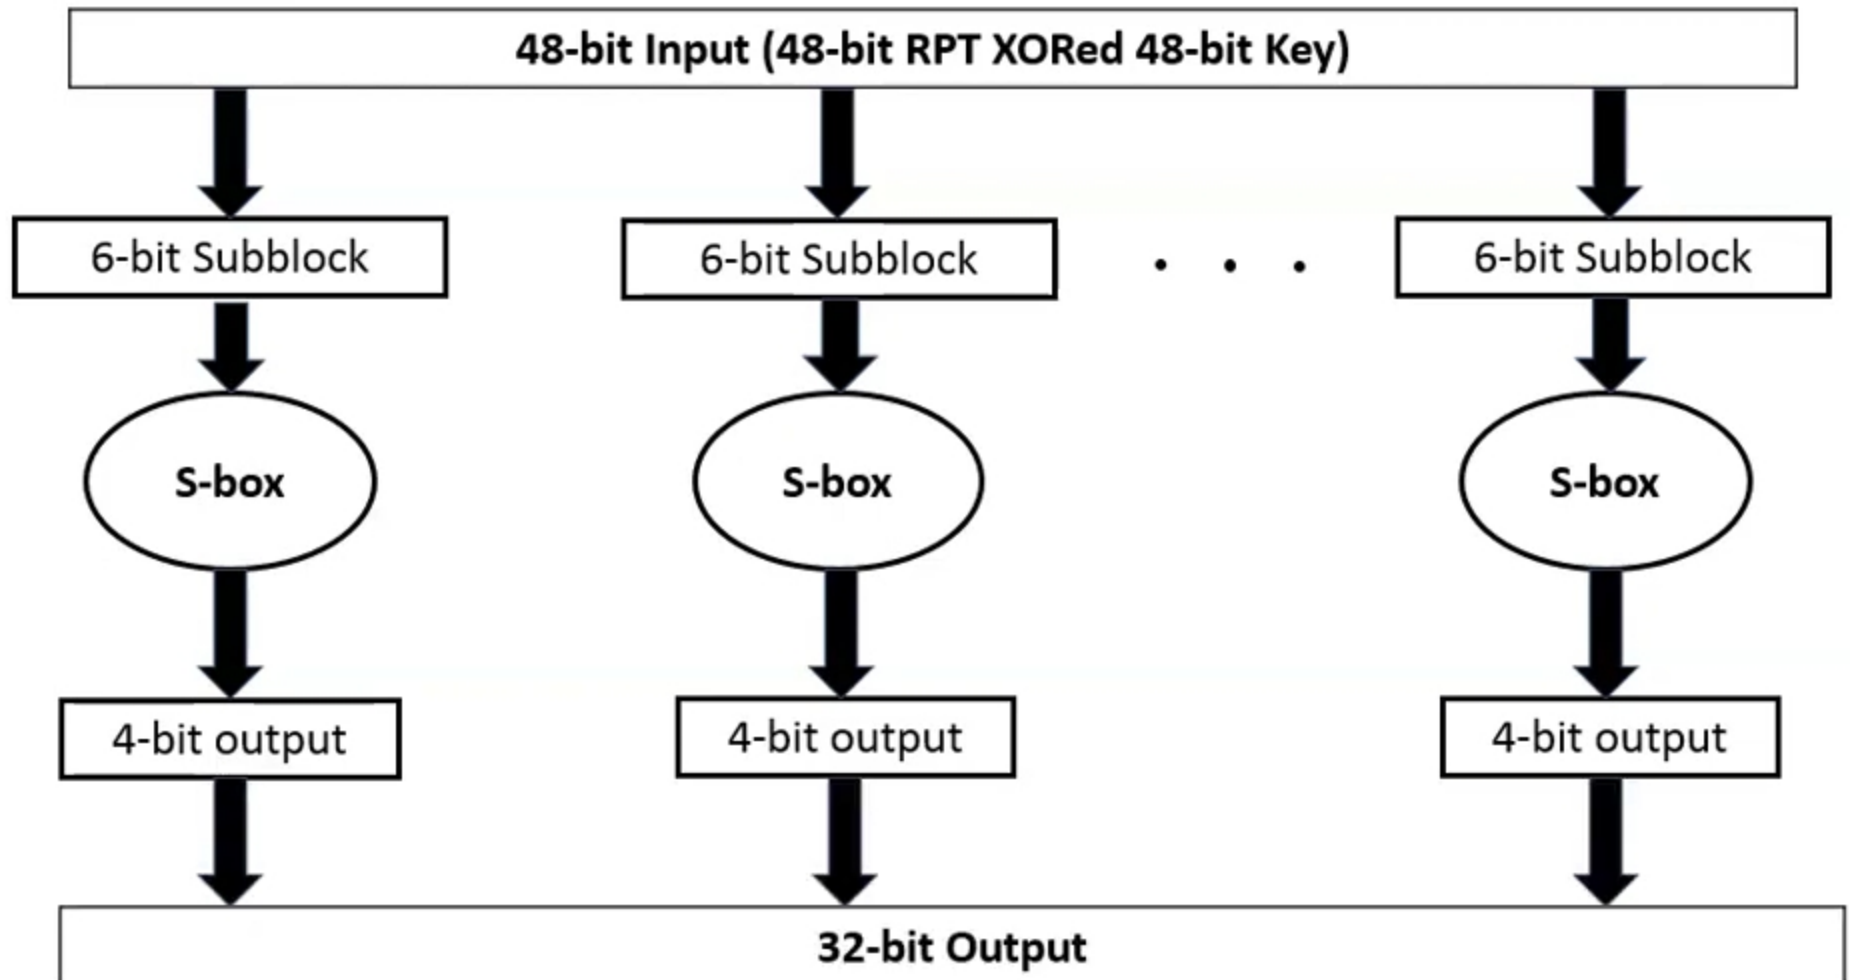 48-bit Input (48-bit RPT XORed 48-bit Key)
6-bit Subblock
6-bit Subblock
. . .
6-bit Subblock
S-box
S-box
S-box
4-bit output
4-bit output
4-bit output
32-bit Output